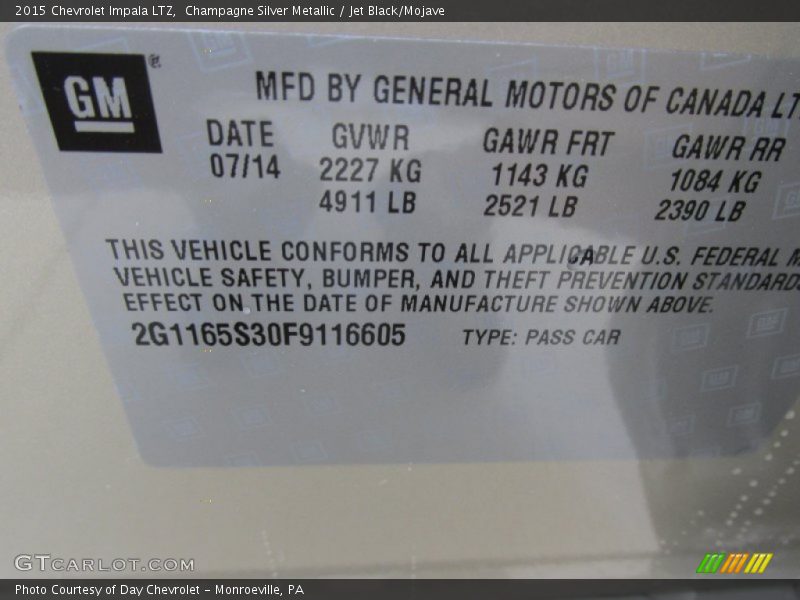 2015 Chevrolet Impala LTZ, Champagne Silver Metallic / Jet Black/Mojave
GM®
MFD BY GENERAL MOTORS OF CANADA LT
DATE GVWR GAWR FRT GAWR RR
07/14 2227 KG 1143 KG 1084 KG
4911 LB 2521 LB 2390 LB
THIS VEHICLE CONFORMS TO ALL APPLICABLE U.S. FEDERAL M
VEHICLE SAFETY, BUMPER, AND THEFT PREVENTION STANDARDS
EFFECT ON THE DATE OF MANUFACTURE SHOWN ABOVE.
2G1165S30F9116605 TYPE: PASS CAR
GTCARLOT.COM
Photo Courtesy of Day Chevrolet – Monroeville, PA